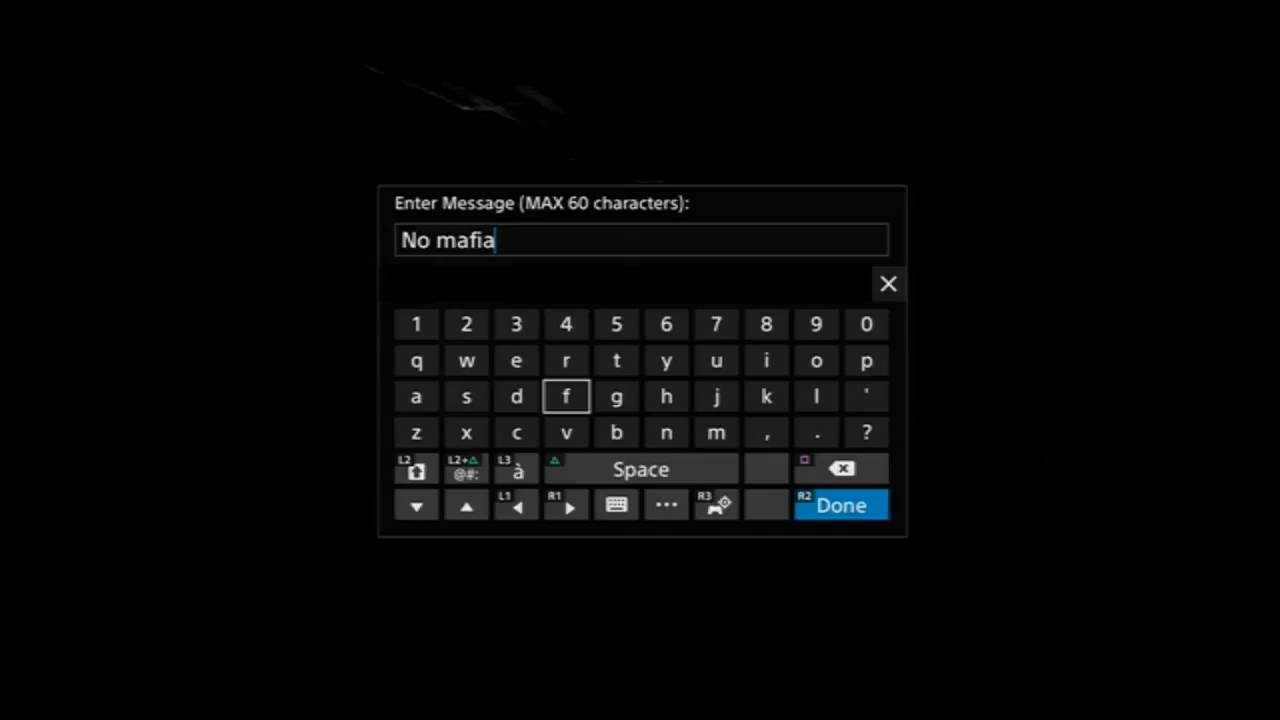 Enter Message (MAX 60 characters):
No mafia
1 2 3 4 5 6 7 8 9 0
q w e r t y u i o p
a s d f g h j k l '
z x c v b n m , . ?
L2 L2+△ @#: L3 à △ Space □
L1 R1 ... R3 R2 Done